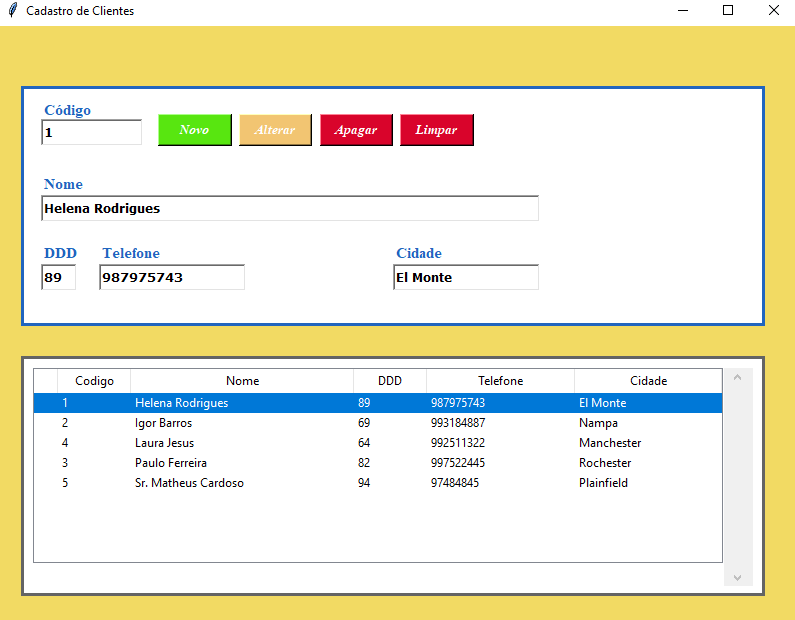 Cadastro de Clientes
Código
1
Novo Alterar Apagar Limpar
Nome
Helena Rodrigues
DDD Telefone Cidade
89 987975743 El Monte
Codigo Nome DDD Telefone Cidade
1 Helena Rodrigues 89 987975743 El Monte
2 Igor Barros 69 993184887 Nampa
4 Laura Jesus 64 992511322 Manchester
3 Paulo Ferreira 82 997522445 Rochester
5 Sr. Matheus Cardoso 94 97484845 Plainfield